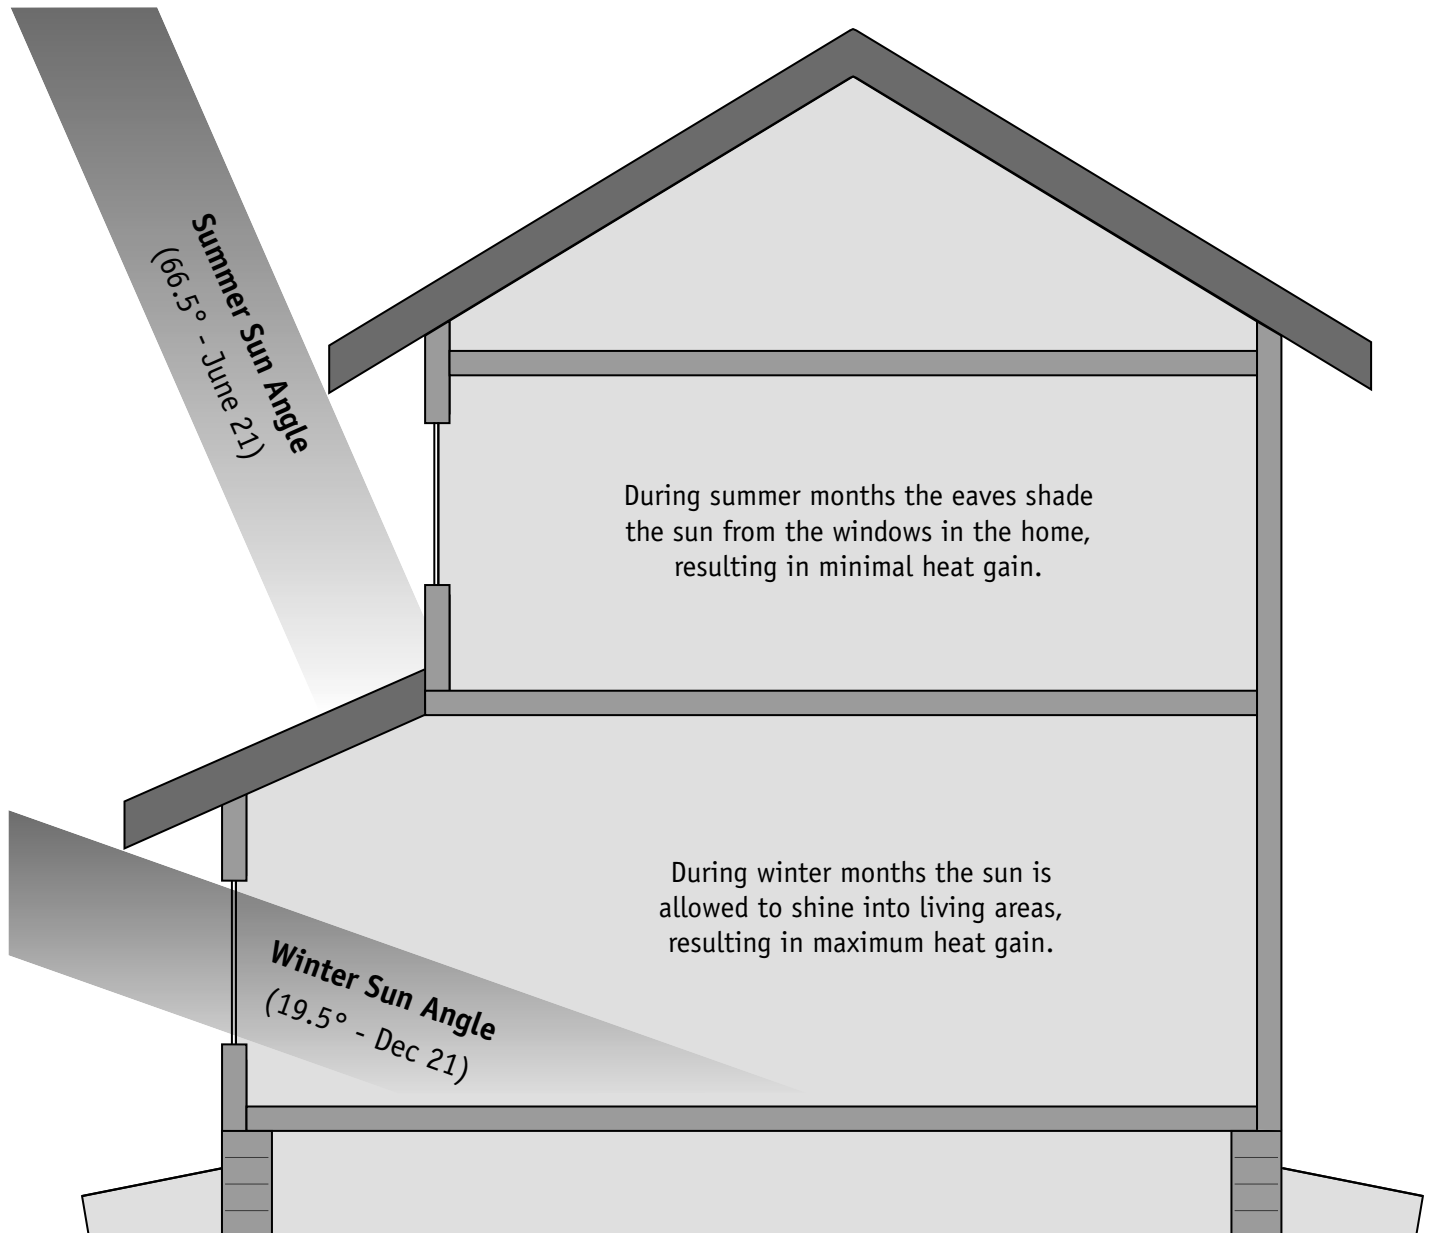 Summer Sun Angle
(66.5° - June 21)
During summer months the eaves shade
the sun from the windows in the home,
resulting in minimal heat gain.
During winter months the sun is
allowed to shine into living areas,
resulting in maximum heat gain.
Winter Sun Angle
(19.5° - Dec 21)